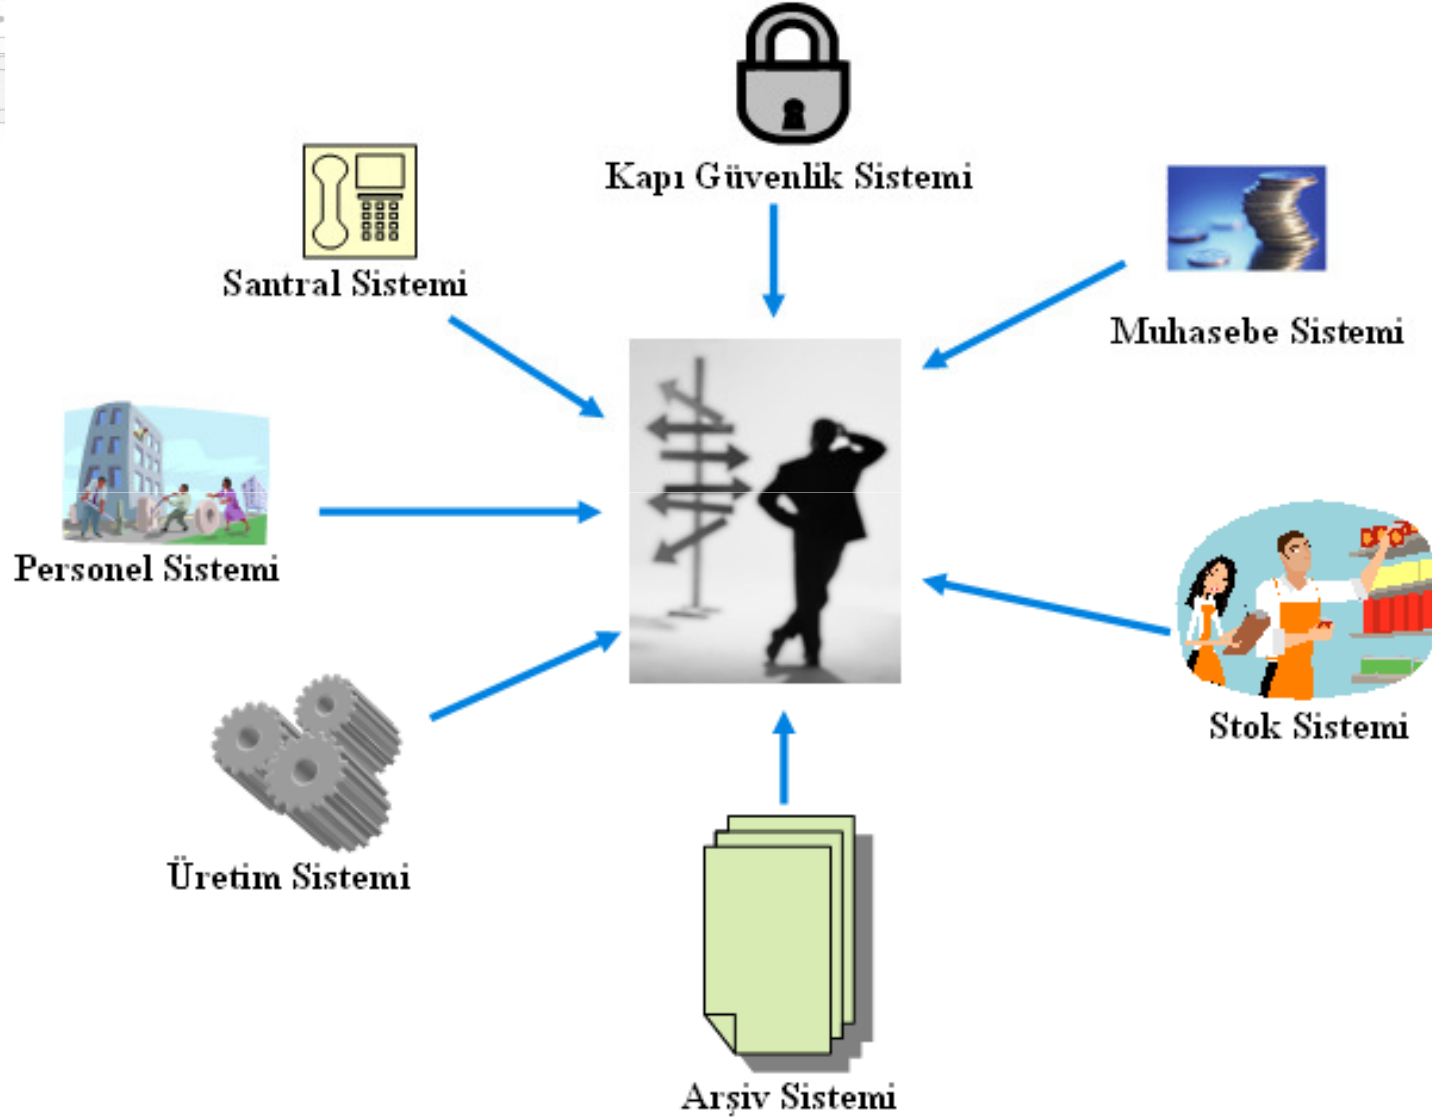 Kapı Güvenlik Sistemi
Santral Sistemi
Muhasebe Sistemi
Personel Sistemi
Stok Sistemi
Üretim Sistemi
Arşiv Sistemi